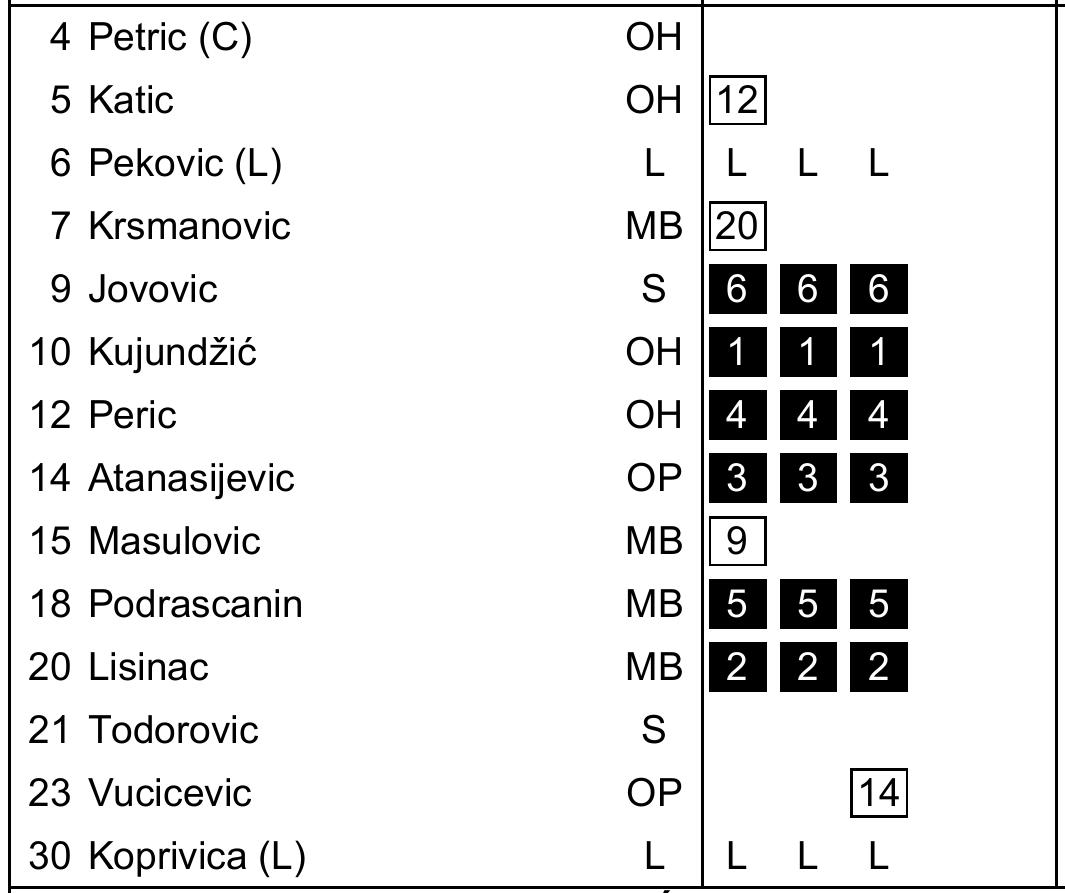 4 Petric (C) OH
5 Katic OH 12
6 Pekovic (L) L L L L
7 Krsmanovic MB 20
9 Jovovic S 6 6 6
10 Kujundžić OH 1 1 1
12 Peric OH 4 4 4
14 Atanasijevic OP 3 3 3
15 Masulovic MB 9
18 Podrascanin MB 5 5 5
20 Lisinac MB 2 2 2
21 Todorovic S
23 Vucicevic OP 14
30 Koprivica (L) L L L L